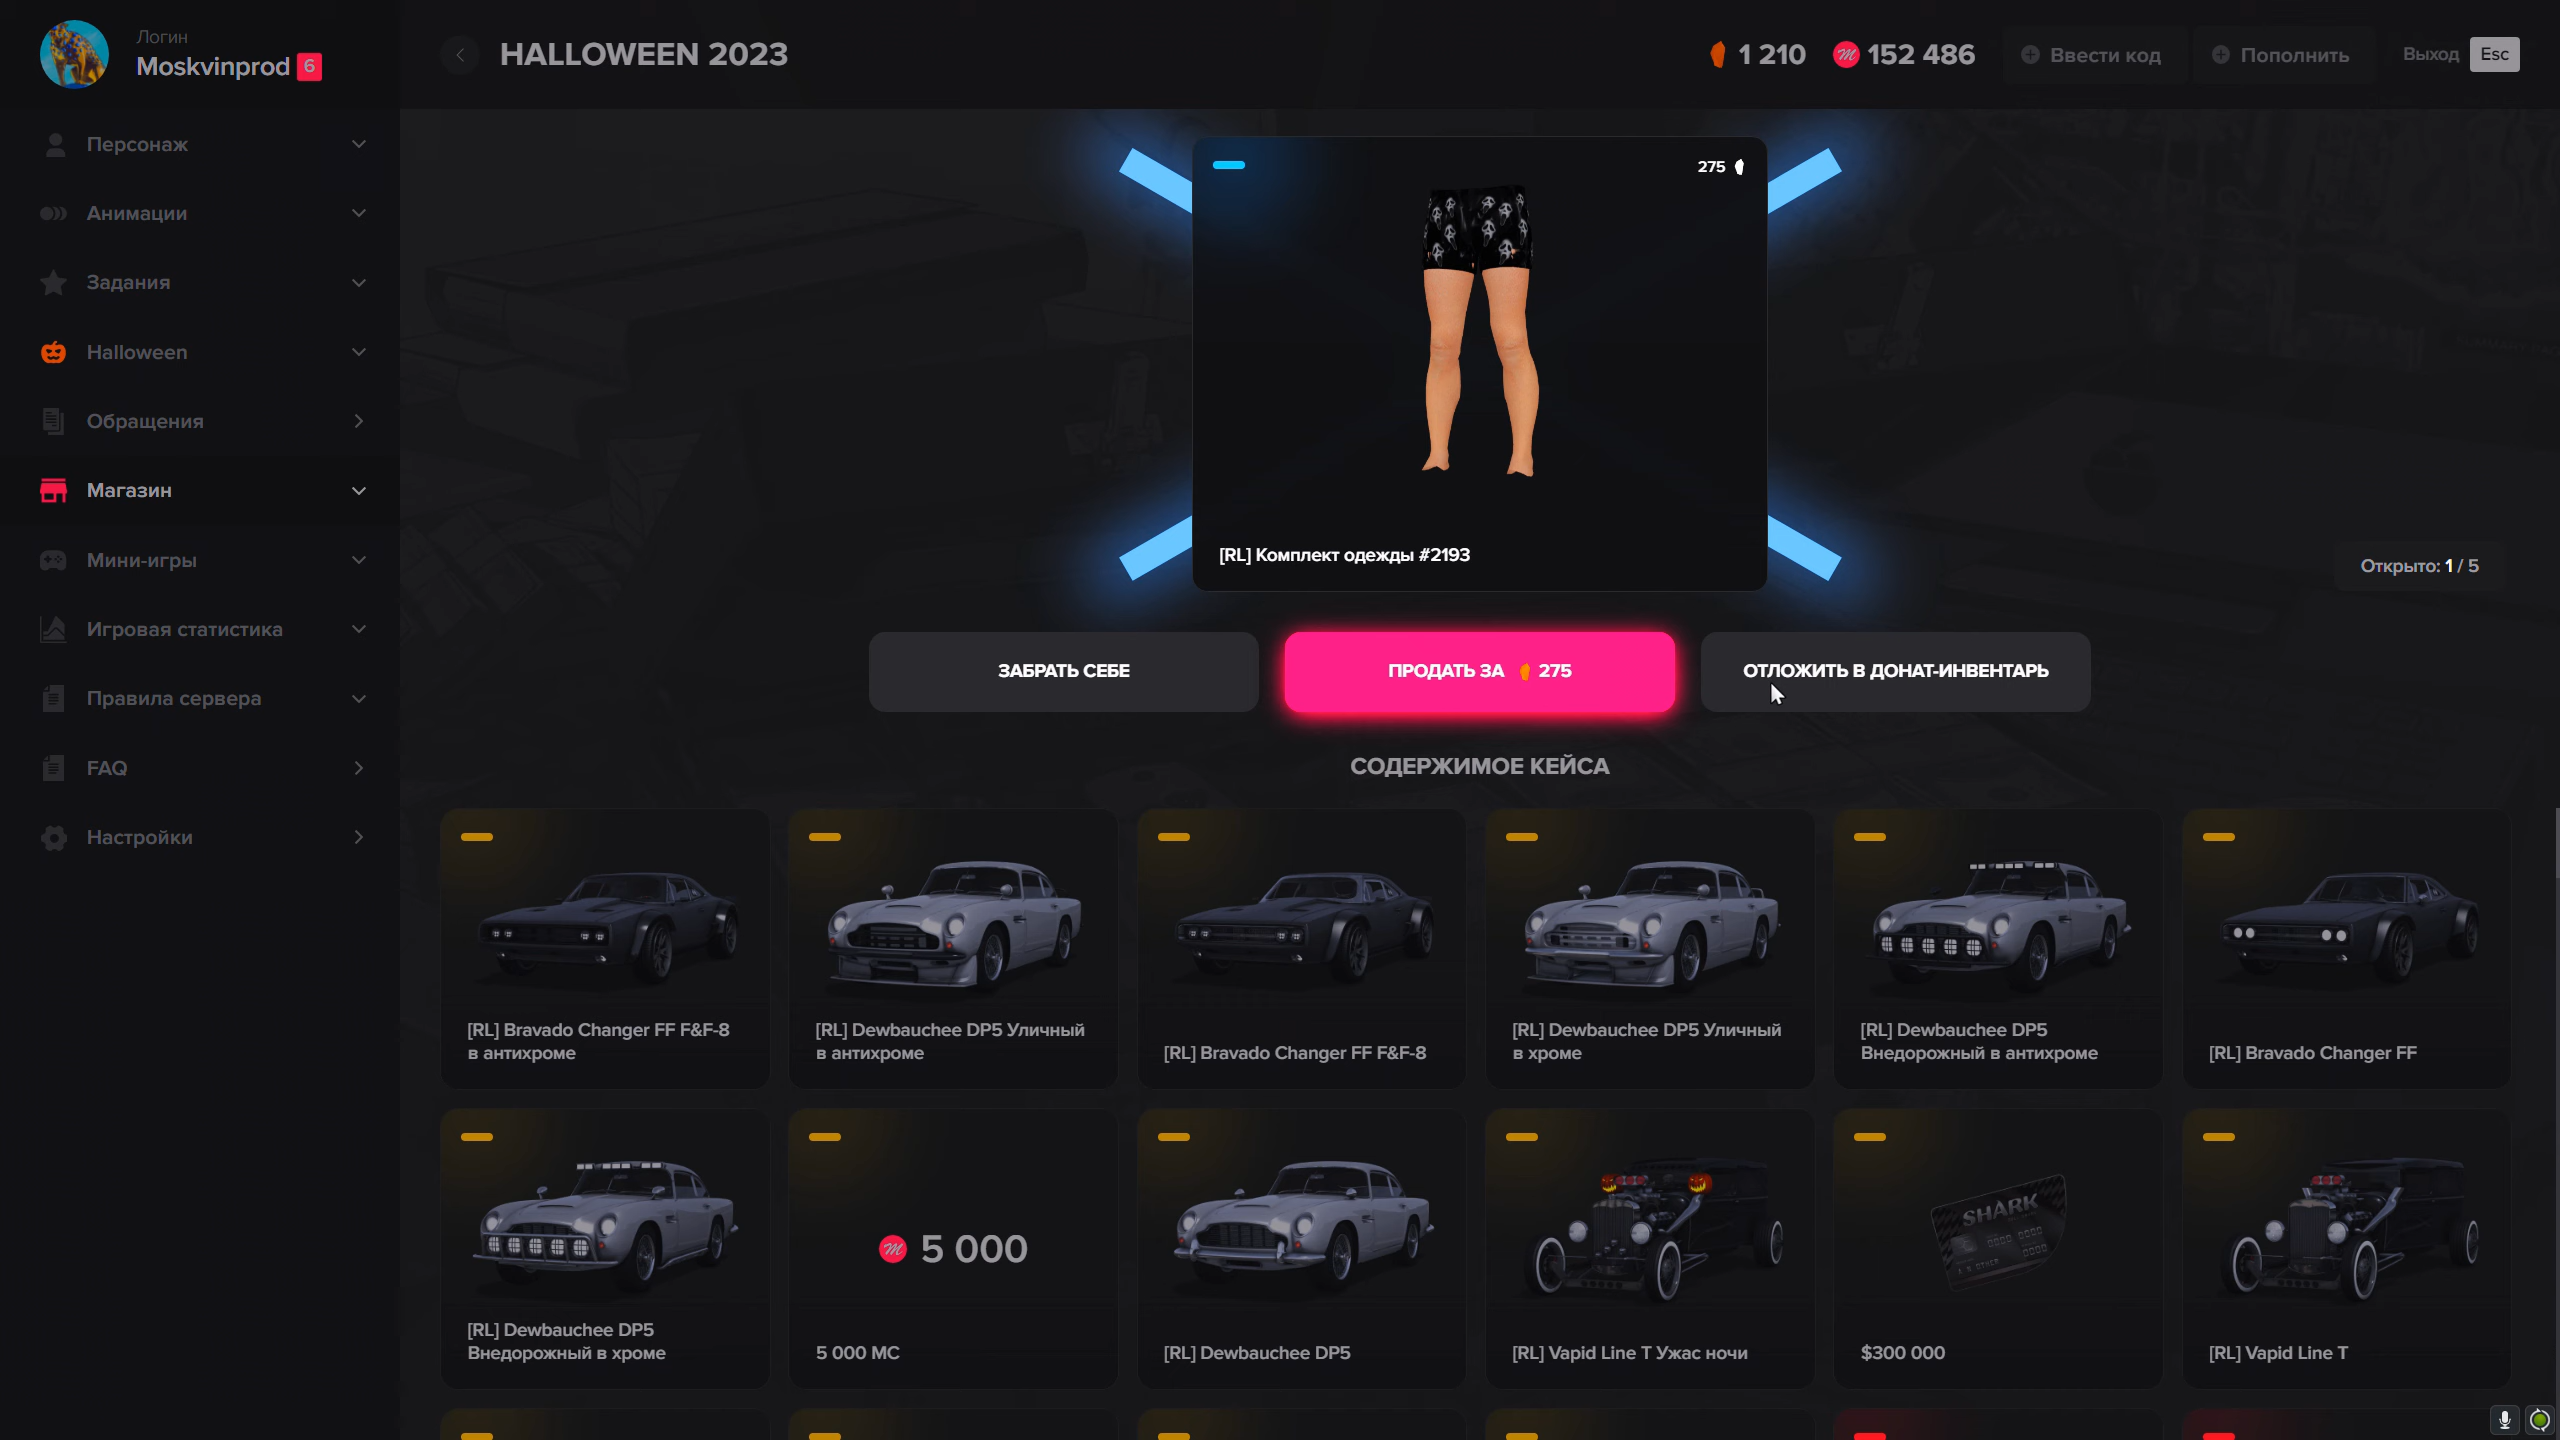 Логин
Moskvinprod 6
HALLOWEEN 2023
1 210
152 486
Ввести код
Пополнить
Выход Esc
Персонаж
Анимации
Задания
Halloween
Обращения
Магазин
Мини-игры
Игровая статистика
Правила сервера
FAQ
Настройки
275
[RL] Комплект одежды #2193
Открыто: 1 / 5
ЗАБРАТЬ СЕБЕ
ПРОДАТЬ ЗА 275
ОТЛОЖИТЬ В ДОНАТ-ИНВЕНТАРЬ
СОДЕРЖИМОЕ КЕЙСА
[RL] Bravado Changer FF F&F-8
в антихроме
[RL] Dewbauchee DP5 Уличный
в антихроме
[RL] Bravado Changer FF F&F-8
[RL] Dewbauchee DP5 Уличный
в хроме
[RL] Dewbauchee DP5
Внедорожный в антихроме
[RL] Bravado Changer FF
[RL] Dewbauchee DP5
Внедорожный в хроме
5 000
5 000 MC
[RL] Dewbauchee DP5
[RL] Vapid Line T Ужас ночи
SHARK
$300 000
[RL] Vapid Line T